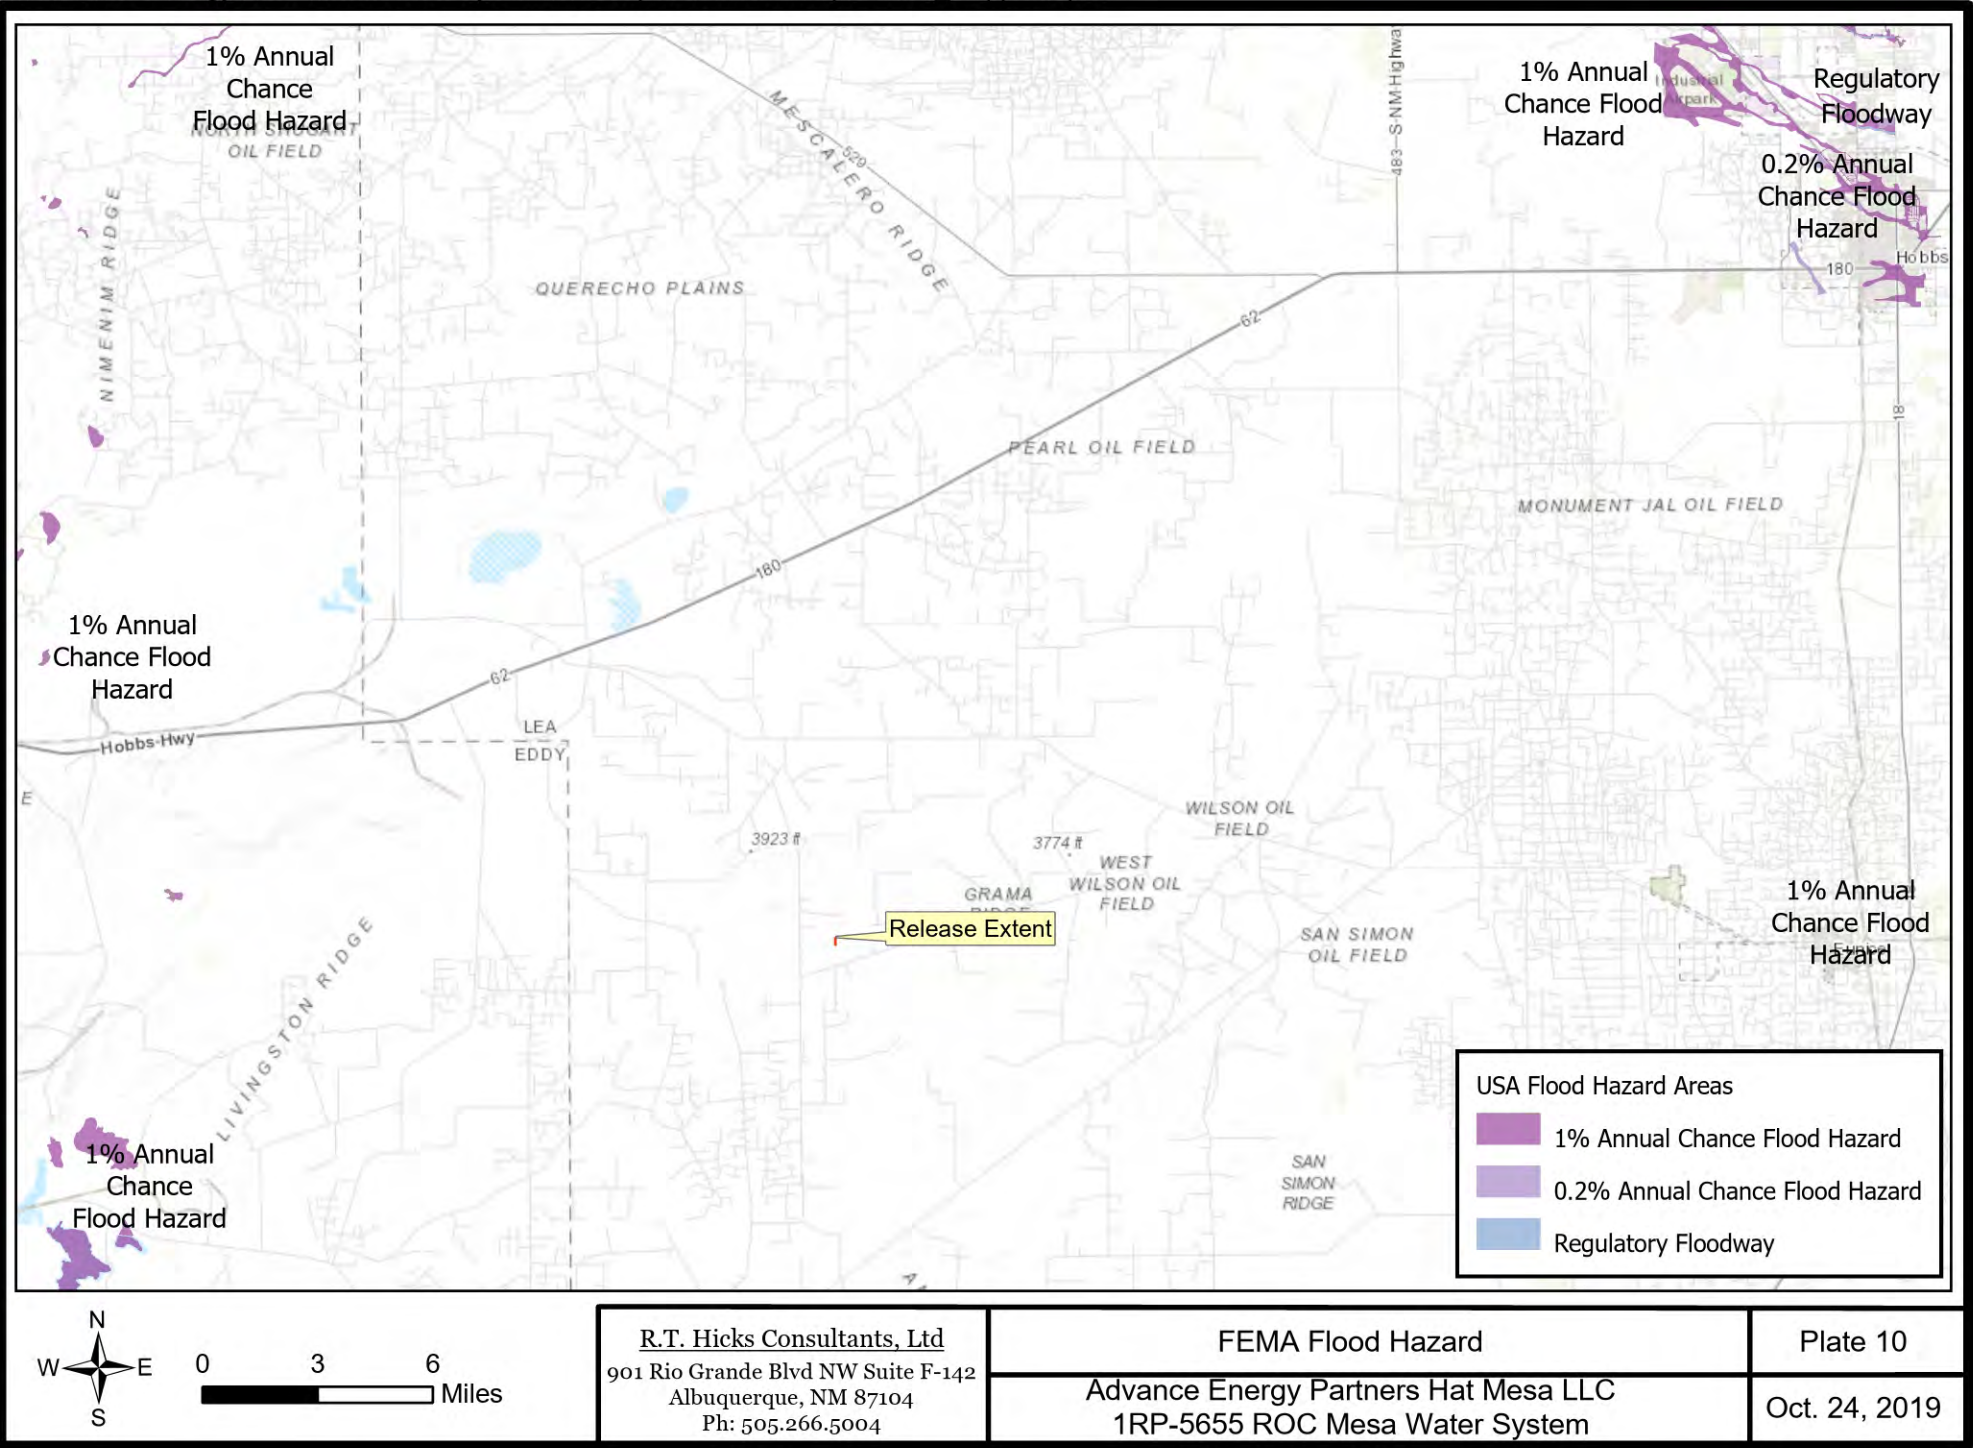 1% Annual
Chance
Flood Hazard
NORTH SHUGART
OIL FIELD
NIMENIM RIDGE
MESCALERO RIDGE
529
483-S-NM-Highwa
1% Annual
Chance Flood
Hazard
Industrial
Airpark
Regulatory
Floodway
0.2% Annual
Chance Flood
Hazard
Hobbs
180
QUERECHO PLAINS
62
18
PEARL OIL FIELD
MONUMENT JAL OIL FIELD
180
1% Annual
Chance Flood
Hazard
62
Hobbs Hwy
LEA
EDDY
E
3923 ft
3774 ft
WILSON OIL
FIELD
WEST
WILSON OIL
FIELD
GRAMA
RIDGE
Release Extent
SAN SIMON
OIL FIELD
1% Annual
Chance Flood
Hazard
Eunice
LIVINGSTON RIDGE
1% Annual
Chance
Flood Hazard
SAN
SIMON
RIDGE
USA Flood Hazard Areas
1% Annual Chance Flood Hazard
0.2% Annual Chance Flood Hazard
Regulatory Floodway
N
W E
S
0 3 6
Miles
R.T. Hicks Consultants, Ltd
901 Rio Grande Blvd NW Suite F-142
Albuquerque, NM 87104
Ph: 505.266.5004
FEMA Flood Hazard
Advance Energy Partners Hat Mesa LLC
1RP-5655 ROC Mesa Water System
Plate 10
Oct. 24, 2019